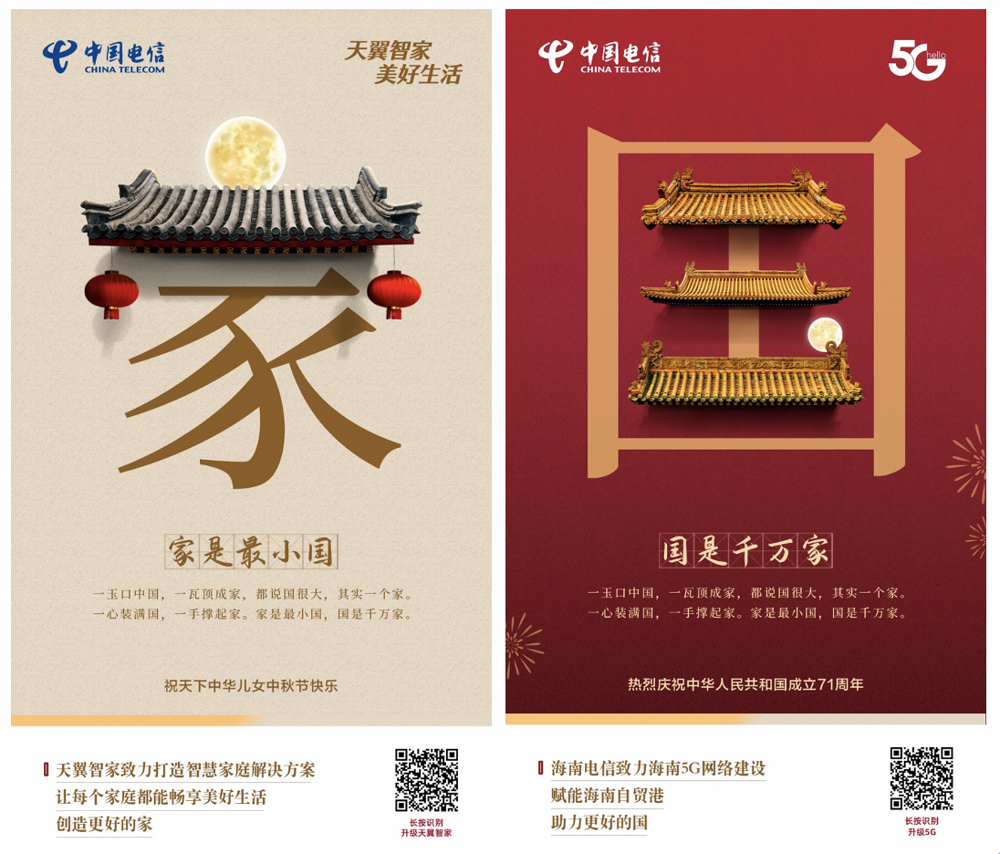 中国电信
CHINA TELECOM
天翼智家
美好生活
家
家是最小国
一玉口中国，一瓦顶成家，都说国很大，其实一个家。
一心装满国，一手撑起家。家是最小国，国是千万家。
祝天下中华儿女中秋节快乐
天翼智家致力打造智慧家庭解决方案
让每个家庭都能畅享美好生活
创造更好的家
长按识别
升级天翼智家
中国电信
CHINA TELECOM
5G
hello
国
国是千万家
一玉口中国，一瓦顶成家，都说国很大，其实一个家。
一心装满国，一手撑起家。家是最小国，国是千万家。
热烈庆祝中华人民共和国成立71周年
海南电信致力海南5G网络建设
赋能海南自贸港
助力更好的国
长按识别
升级5G